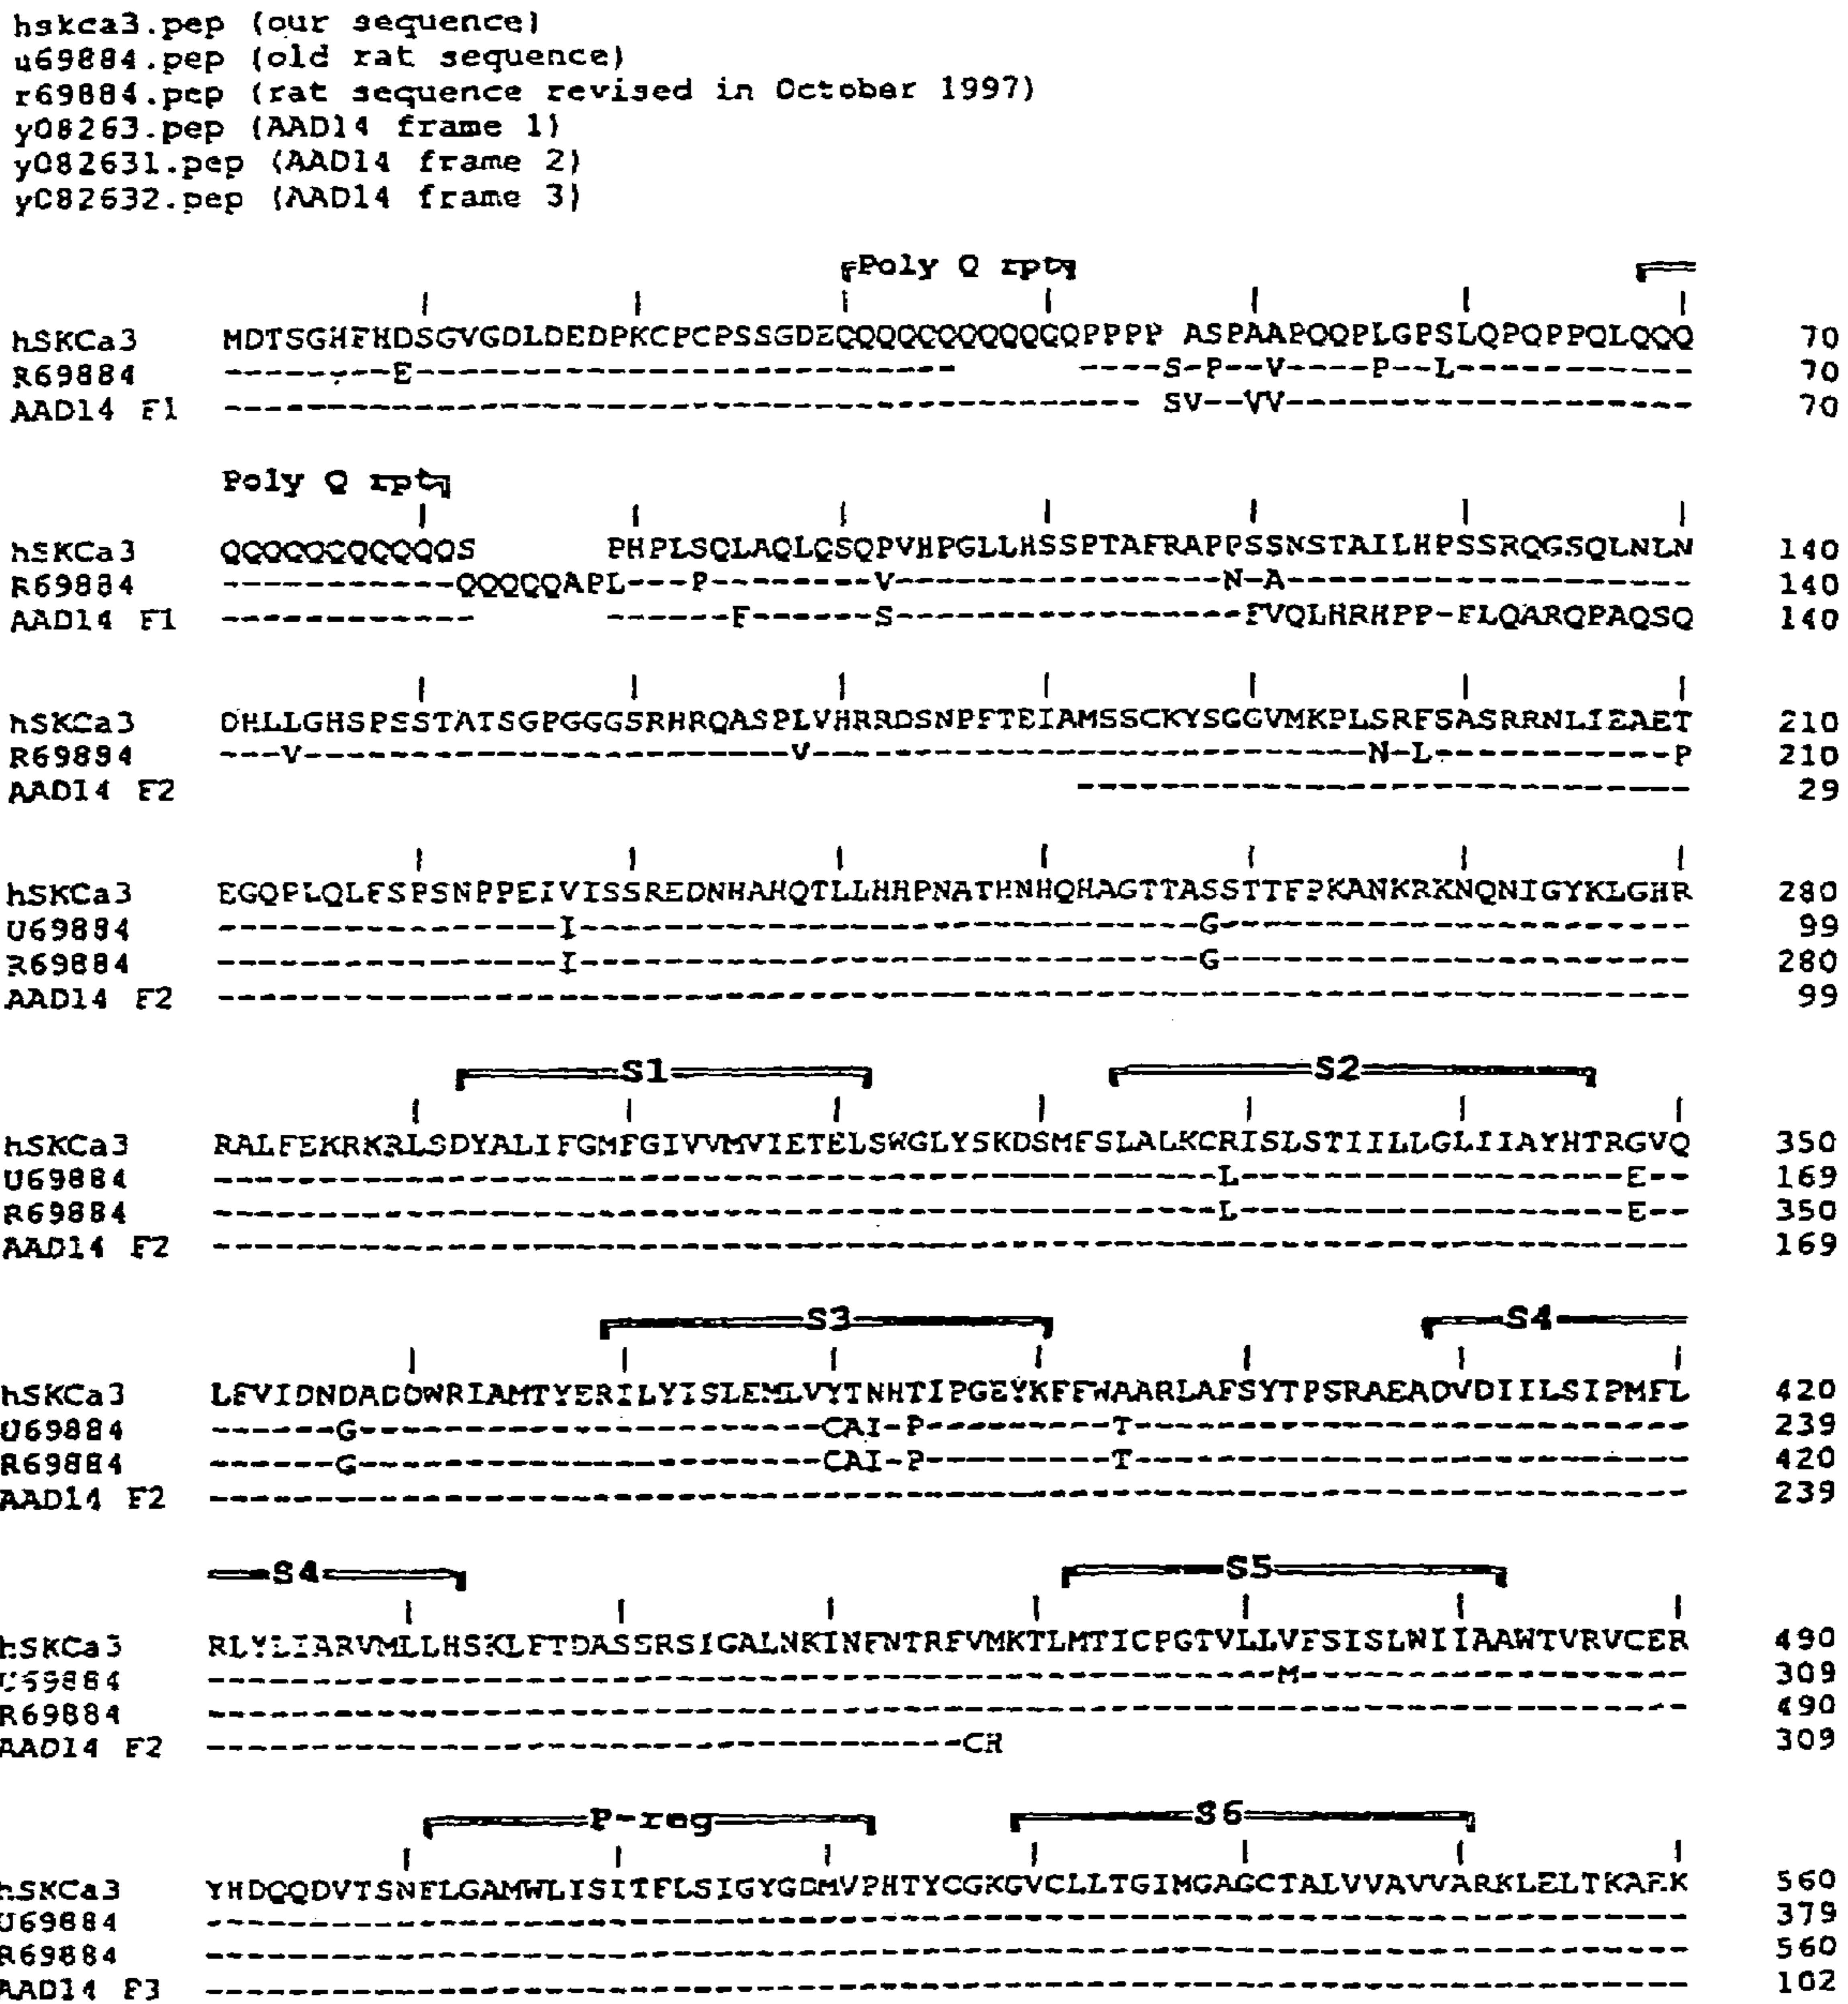 hskca3.pep (our sequence)
u69884.pep (old rat sequence)
r69884.pep (rat sequence revised in October 1997)
y08263.pep (AAD14 frame 1)
y082631.pep (AAD14 frame 2)
y082632.pep (AAD14 frame 3)
Poly Q rpt
hSKCa3 MDTSGHFHDSGVGDLDEDPKCPCPSSGDEQQQQQQQQQQQQPPPP ASPAAPQQPLGPSLQPQPPQLQQQ 70
R69884 --------E-------------------------- ----S-P--V----P--L----------- 70
AAD14 F1 --------------------------------------------- SV--VV-------------------- 70
Poly Q rpt
hSKCa3 QQQQQQQQQQQQS PHPLSQLAQLQSQPVHPGLLHSSPTAFRAPPSSNSTAILHPSSRQGSQLNLN 140
R69884 -----------QQQQQAPL---P--------V----------------N-A-------------------- 140
AAD14 F1 ------------ ------F------S-----------------FVQLHRHPP-FLQARQPAQSQ 140
hSKCa3 DHLLGHSPSSTATSGPGGGSRHRQASPLVHRRDSNPFTEIAMSSCKYSGGVMKPLSRFSASRRNLIEAET 210
R69884 ---V------------------------V---------------------------N-L------------P 210
AAD14 F2 ----------------------------- 29
hSKCa3 EGQPLQLFSPSNPPEIVISSREDNHAHQTLLHHPNATHNHQHAGTTASSTTFPKANKRKNQNIGYKLGHR 280
U69884 ----------------I------------------------------G---------------------- 99
R69884 ----------------I------------------------------G---------------------- 280
AAD14 F2 ---------------------------------------------------------------------- 99
S1 S2
hSKCa3 RALFEKRKRLSDYALIFGMFGIVVMVIETELSWGLYSKDSMFSLALKCRISLSTIILLGLIIAYHTRGVQ 350
U69884 ------------------------------------------------L------------------E-- 169
R69884 ------------------------------------------------L------------------E-- 350
AAD14 F2 ---------------------------------------------------------------------- 169
S3 S4
hSKCa3 LFVIDNDADDWRIAMTYERILYISLEMLVYTNHTIPGEYKFFWAARLAFSYTPSRAEADVDIILSIPMFL 420
U69884 ------G----------------------CAI-P---------T-------------------------- 239
R69884 ------G----------------------CAI-P---------T-------------------------- 420
AAD14 F2 ---------------------------------------------------------------------- 239
S4 S5
hSKCa3 RLYLIARVMLLHSKLFTDASSRSIGALNKINFNTRFVMKTLMTICPGTVLLVFSISLWIIAAWTVRVCER 490
U69884 ---------------------------------------------------M------------------ 309
R69884 ---------------------------------------------------------------------- 490
AAD14 F2 ------------------------------------CH 309
P-reg S6
hSKCa3 YHDQQDVTSNFLGAMWLISITFLSIGYGDMVPHTYCGKGVCLLTGIMGAGCTALVVAVVARKLELTKAEK 560
U69884 ---------------------------------------------------------------------- 379
R69884 ---------------------------------------------------------------------- 560
AAD14 F3 ---------------------------------------------------------------------- 102